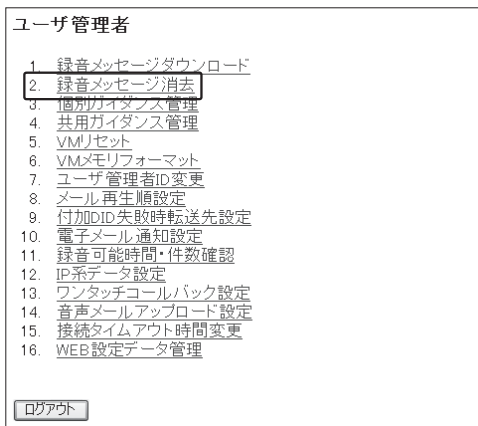 ユーザ管理者
1. 録音メッセージダウンロード
2. 録音メッセージ消去
3. 個別ガイダンス管理
4. 共用ガイダンス管理
5. VMリセット
6. VMメモリフォーマット
7. ユーザ管理者ID変更
8. メール再生順設定
9. 付加DID失敗時転送先設定
10. 電子メール通知設定
11. 録音可能時間・件数確認
12. IP系データ設定
13. ワンタッチコールバック設定
14. 音声メールアップロード設定
15. 接続タイムアウト時間変更
16. WEB設定データ管理
ログアウト